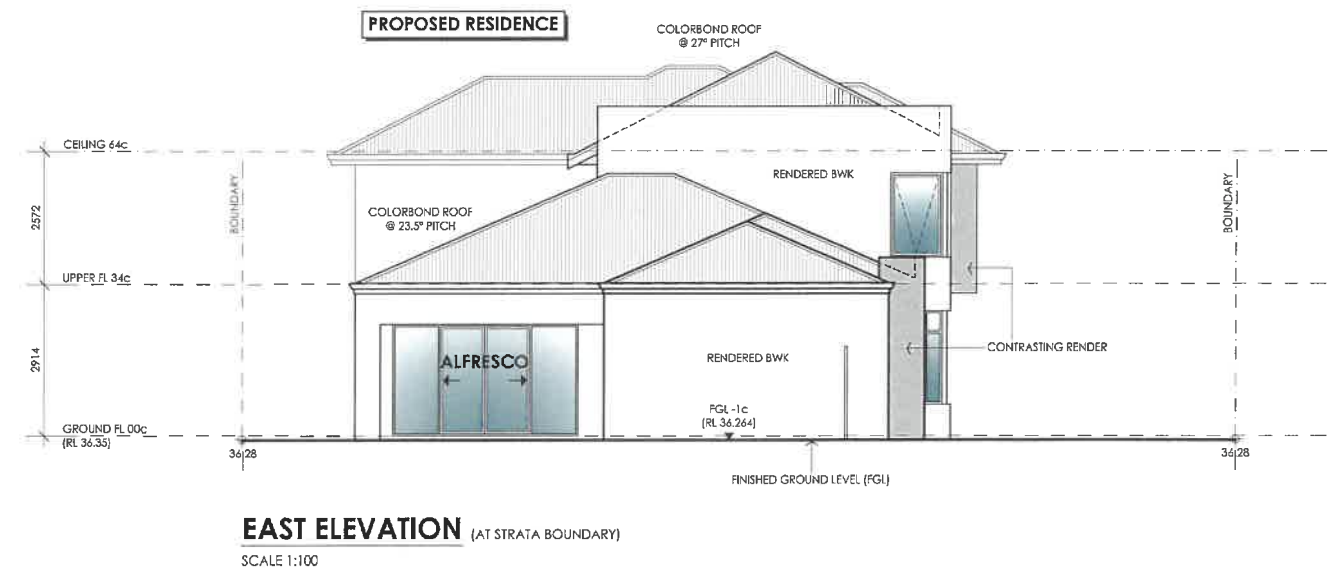 PROPOSED RESIDENCE
COLORBOND ROOF
@ 27° PITCH
CEILING 64c
BOUNDARY
BOUNDARY
RENDERED BWK
2572
COLORBOND ROOF
@ 23.5° PITCH
UPPER FL 34c
2914
ALFRESCO
RENDERED BWK
CONTRASTING RENDER
FGL -1c
(RL 36.264)
GROUND FL 00c
(RL 36.35)
36.28
36.28
FINISHED GROUND LEVEL (FGL)
EAST ELEVATION (AT STRATA BOUNDARY)
SCALE 1:100